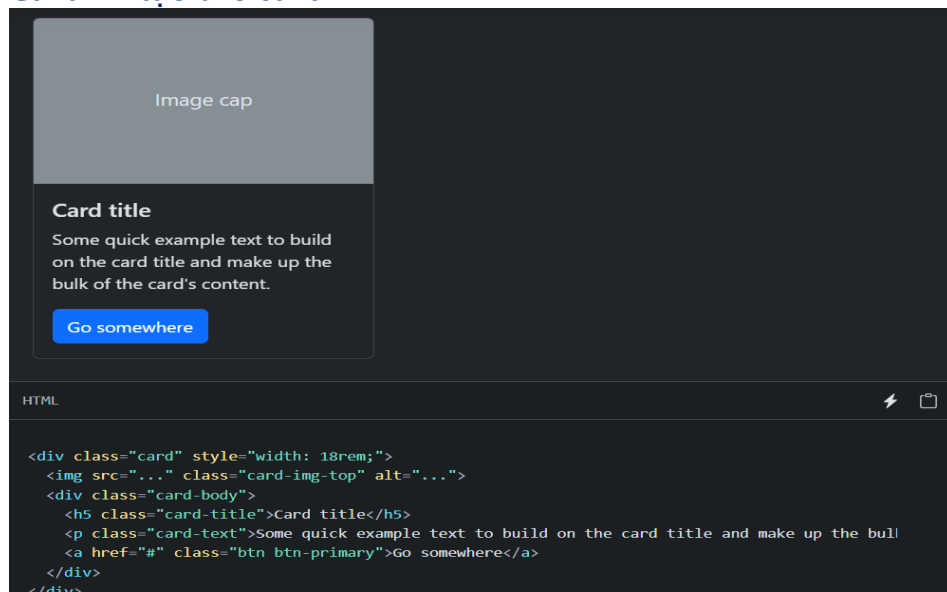 Image cap
Card title
Some quick example text to build
on the card title and make up the
bulk of the card's content.
Go somewhere
HTML
<div class="card" style="width: 18rem;">
<img src="..." class="card-img-top" alt="...">
<div class="card-body">
<h5 class="card-title">Card title</h5>
<p class="card-text">Some quick example text to build on the card title and make up the bul
<a href="#" class="btn btn-primary">Go somewhere</a>
</div>
</div>